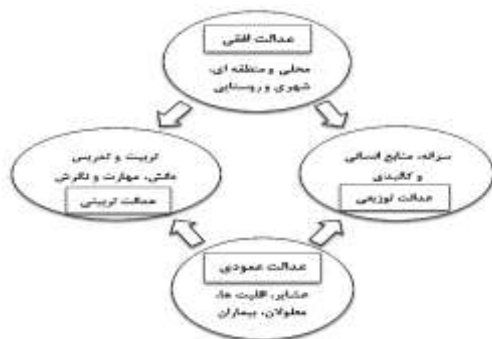 عدالت افقی
محلی و منطقه ای،
شهری و روستایی
سرانه، منابع انسانی
و کالبدی
عدالت توزیعی
تربیت و تدریس
دانش، مهارت و نگرش
عدالت تربیتی
عدالت عمودی
عشایر، اقلیت ها،
معلولان، بیماران